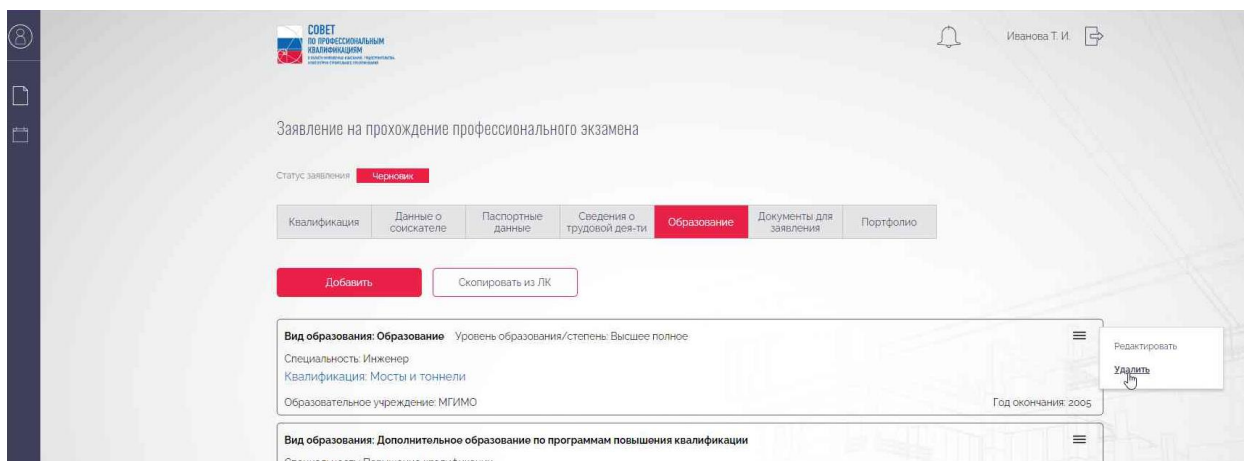 СОВЕТ
ПО ПРОФЕССИОНАЛЬНЫМ
КВАЛИФИКАЦИЯМ
Иванова Т. И.
Заявление на прохождение профессионального экзамена
Статус заявления Черновик
Квалификация
Данные о
соискателе
Паспортные
данные
Сведения о
трудовой дея-ти
Образование
Документы для
заявления
Портфолио
Добавить
Скопировать из ЛК
Вид образования: Образование Уровень образования/степень: Высшее полное
Специальность: Инженер
Квалификация: Мосты и тоннели
Образовательное учреждение: МГИМО
Год окончания: 2005
Редактировать
Удалить
Вид образования: Дополнительное образование по программам повышения квалификации